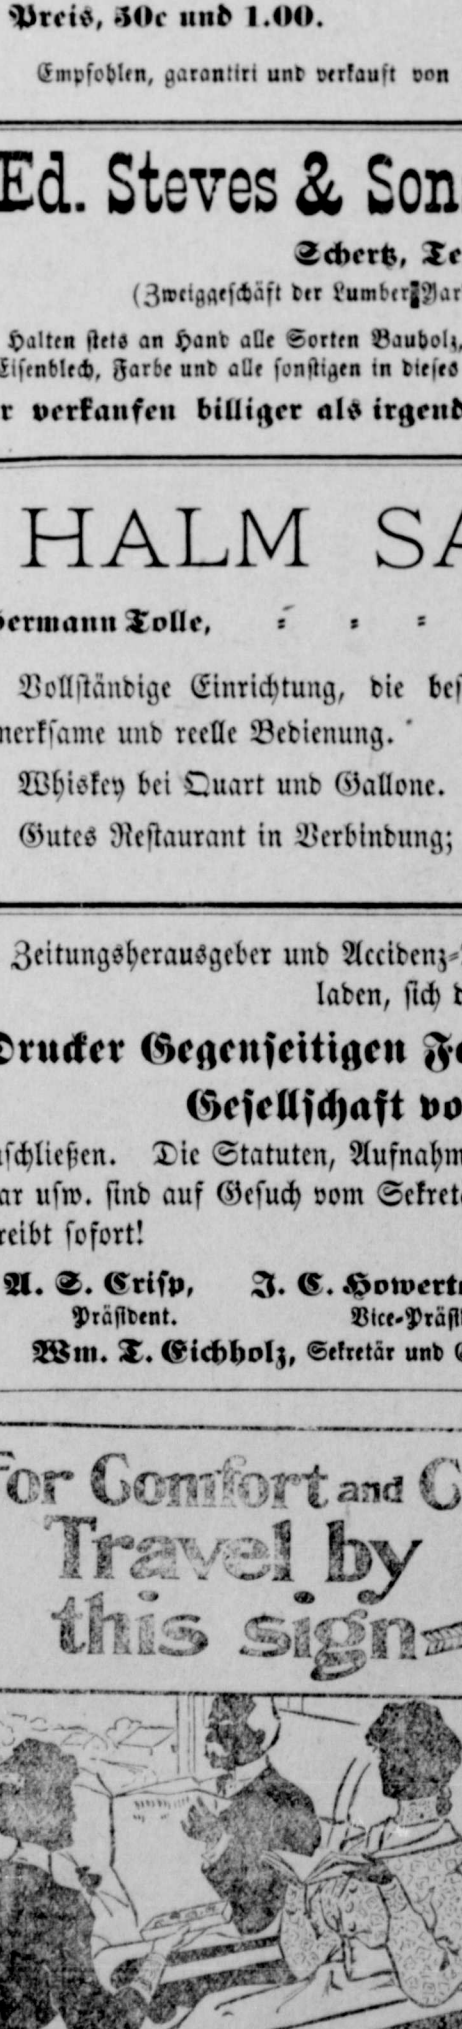 Preis, 50c und 1.00.
Empfohlen, garantirt und verkauft von
Ed. Steves & Son
Schertz, Te
(Zweiggeschäft der Lumber Yar
Halten stets an Hand alle Sorten Bauholz,
Eisenblech, Farbe und alle sonstigen in dieses
r verkaufen billiger als irgend
HALM SA
ermann Tolle, : : :
Vollständige Einrichtung, die bes
merksame und reelle Bedienung.
Whiskey bei Quart und Gallone.
Gutes Restaurant in Verbindung;
Zeitungsherausgeber und Accidenz-
laden, sich
Drucker Gegenseitigen Fe
Gesellschaft vo
schließen. Die Statuten, Aufnahm
ar usw. sind auf Gesuch vom Sekret
reibt sofort!
A. S. Crisp, J. C. Howert
Präsident. Vice-Präsi
Wm. T. Eichholz, Sekretär und
For Comfort and C
Travel by
this sign